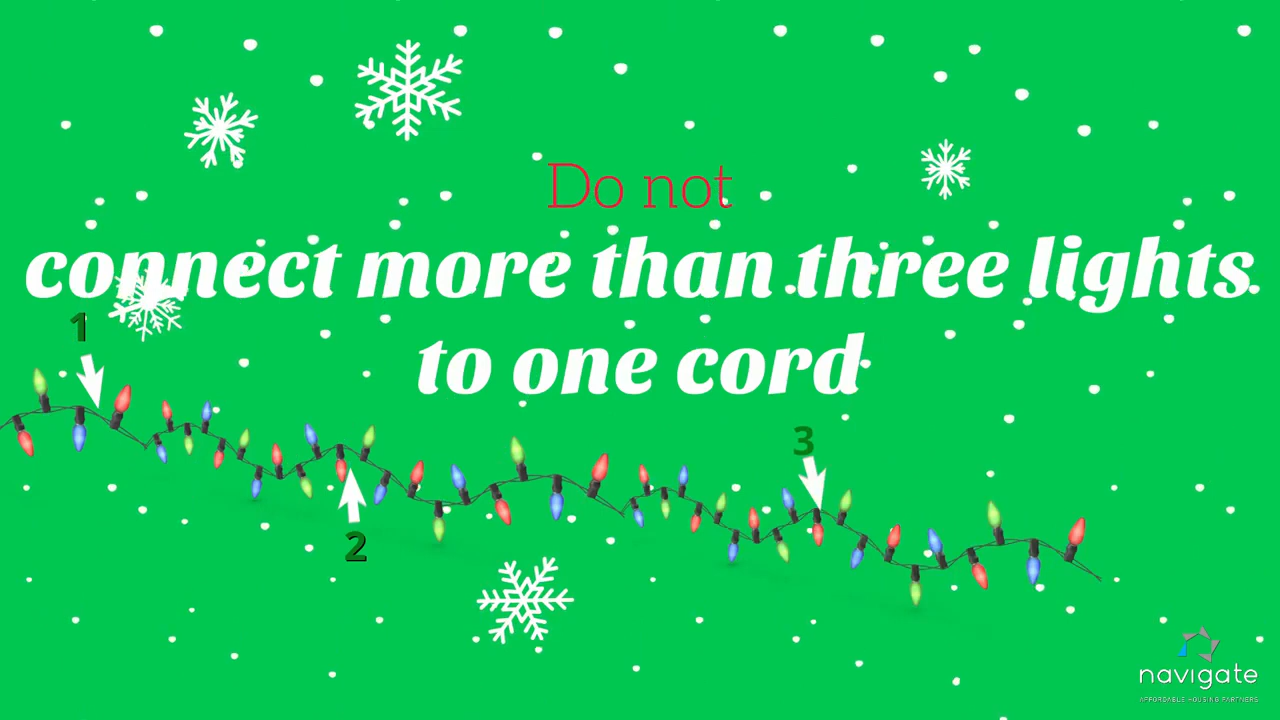 Do not
connect more than three lights
to one cord
1
2
3
navigate
AFFORDABLE HOUSING PARTNERS